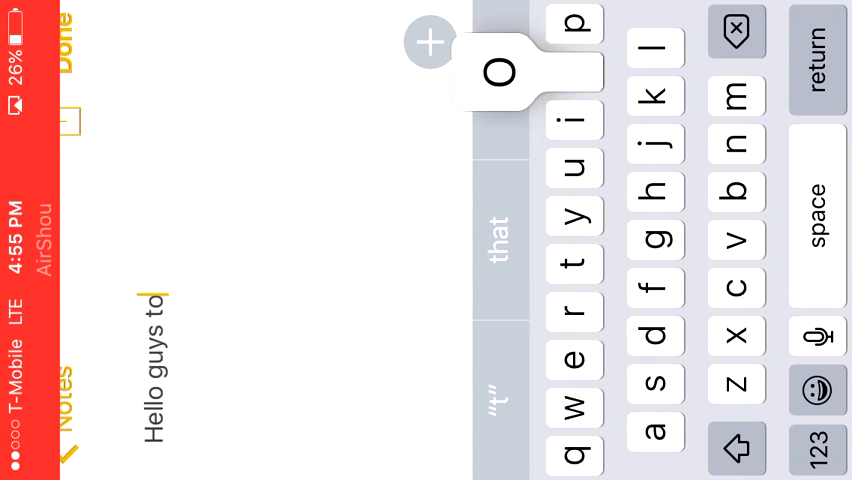 ●●○○○ T-Mobile LTE 4:55 PM 26%
AirShou
Notes Done
Hello guys to
"t" that
O
q w e r t y u i p
a s d f g h j k l
z x c v b n m
123 space return